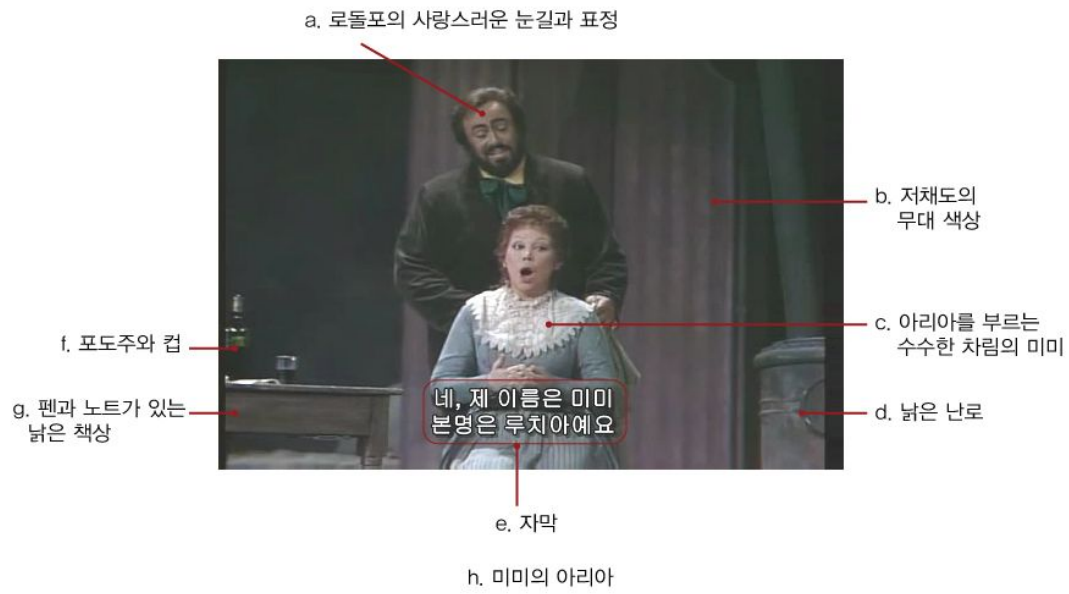 a. 로돌포의 사랑스러운 눈길과 표정
b. 저채도의
무대 색상
c. 아리아를 부르는
수수한 차림의 미미
f. 포도주와 컵
g. 펜과 노트가 있는
낡은 책상
네, 제 이름은 미미
본명은 루치아예요
d. 낡은 난로
e. 자막
h. 미미의 아리아